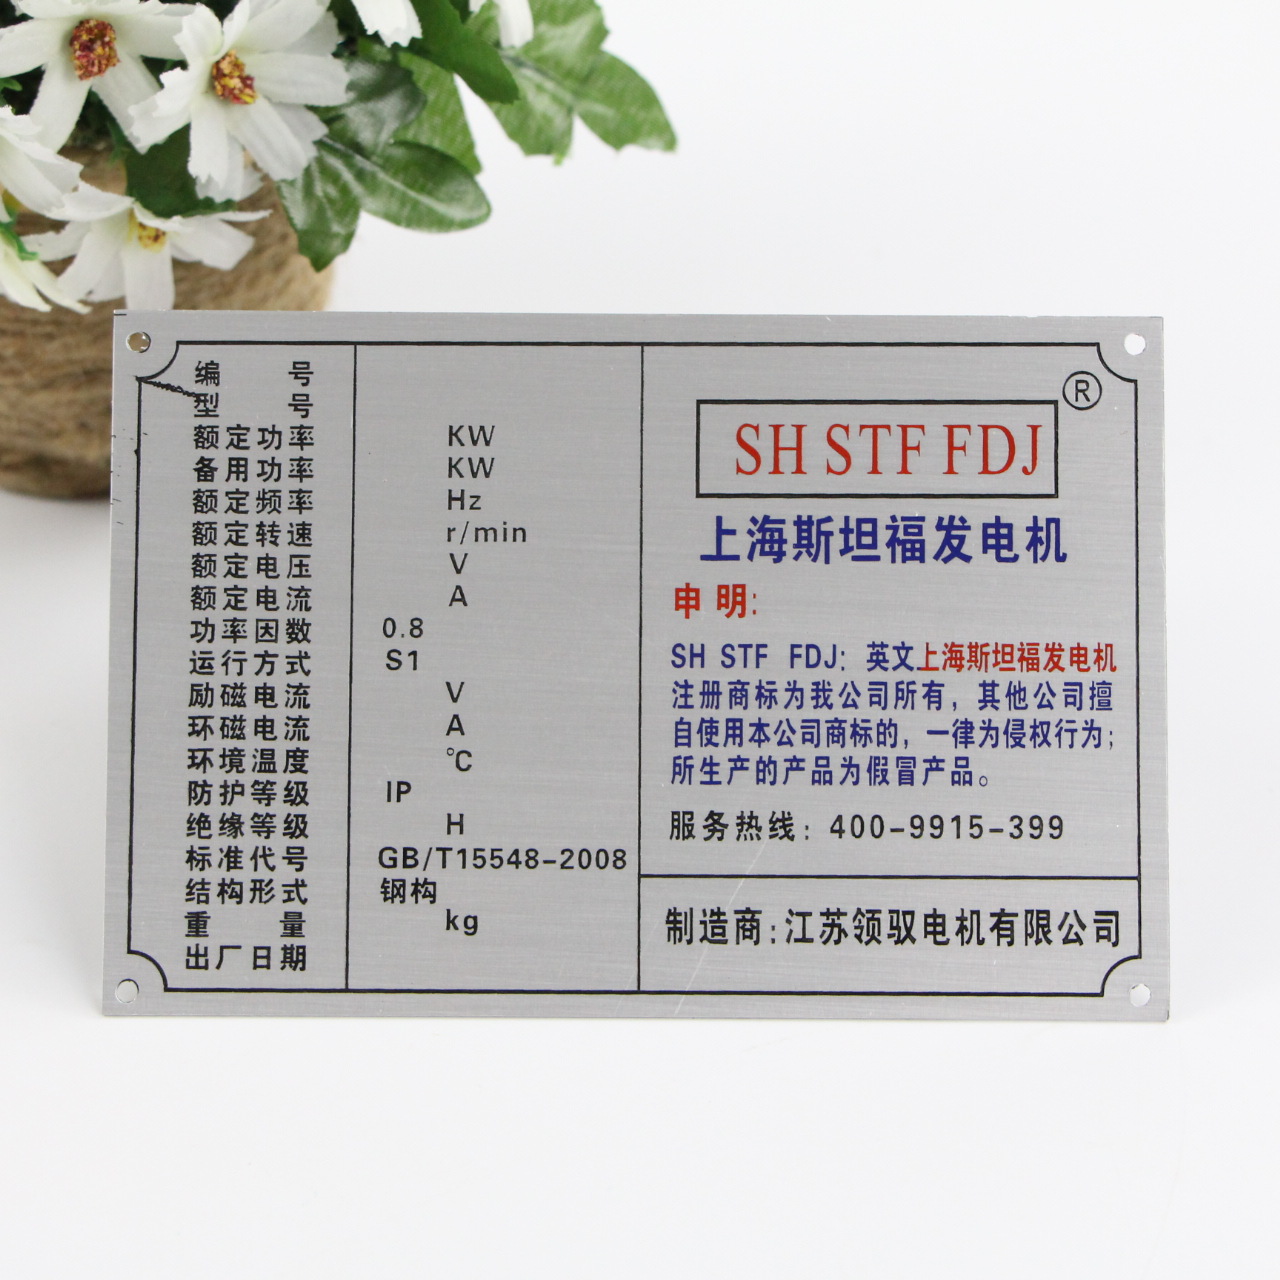 编 号
型 号
额定功率 KW
备用功率 KW
额定频率 Hz
额定转速 r/min
额定电压 V
额定电流 A
功率因数 0.8
运行方式 S1
励磁电流 V
环磁电流 A
环境温度 ℃
防护等级 IP
绝缘等级 H
标准代号 GB/T15548-2008
结构形式 钢构
重 量 kg
出厂日期
®
SH STF FDJ
上海斯坦福发电机
申明:
SH STF FDJ: 英文上海斯坦福发电机
注册商标为我公司所有，其他公司擅
自使用本公司商标的，一律为侵权行为;
所生产的产品为假冒产品。
服务热线: 400-9915-399
制造商:江苏领驭电机有限公司